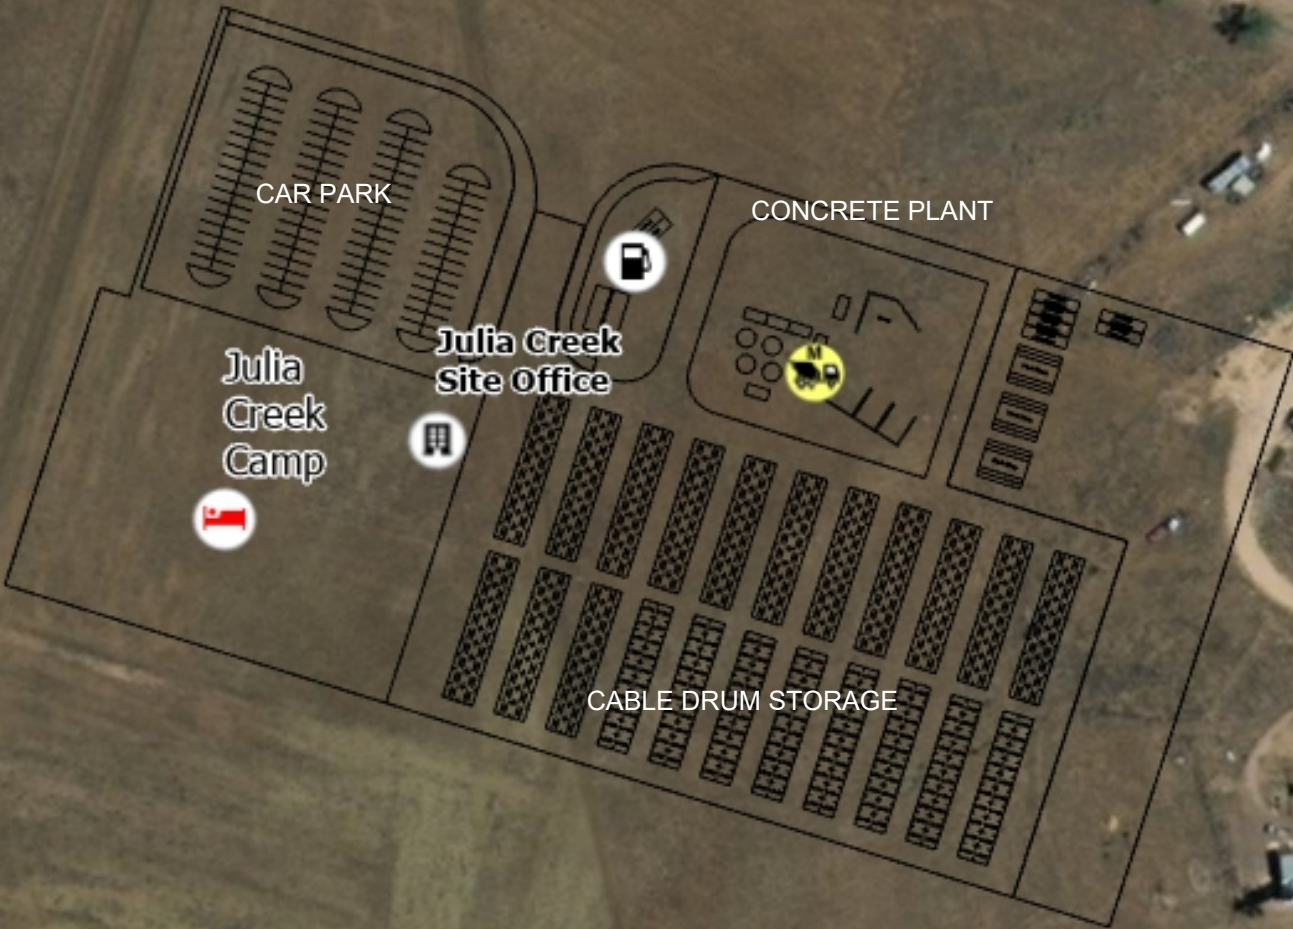 CAR PARK
CONCRETE PLANT
Julia Creek
Site Office
Julia
Creek
Camp
M
CABLE DRUM STORAGE